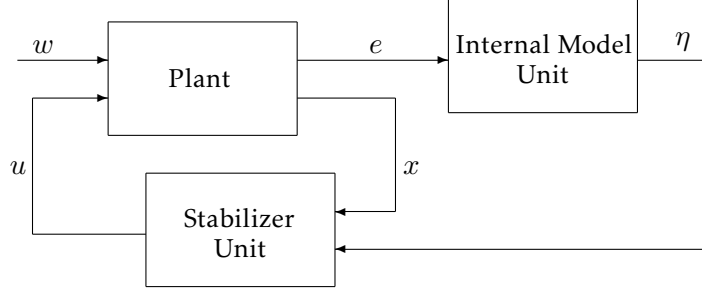 w
e
Internal Model
Unit
η
Plant
u
x
Stabilizer
Unit